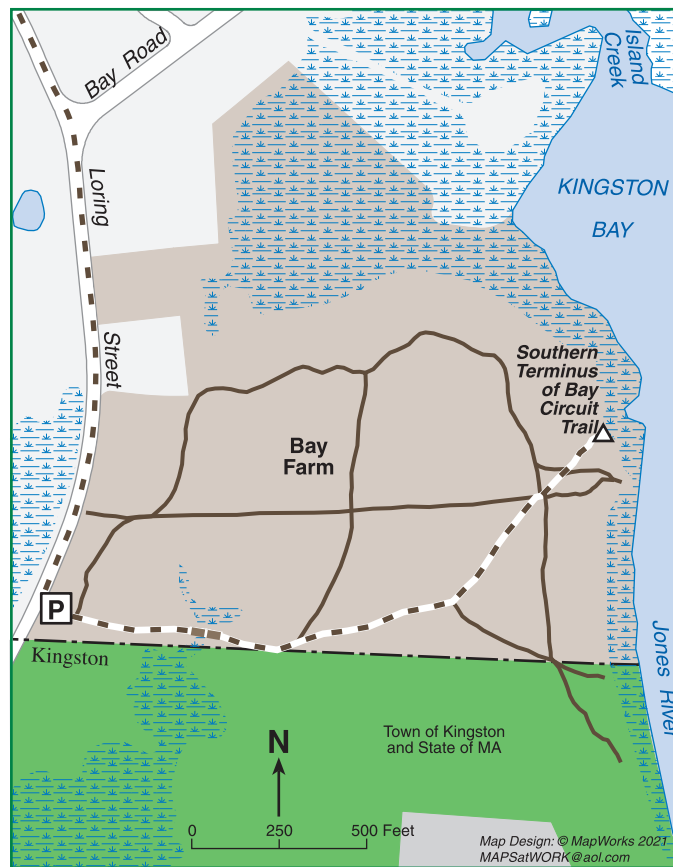 Bay Road
Island
Creek
Loring
KINGSTON
BAY
Street
Southern
Terminus
of Bay
Circuit
Trail
Bay
Farm
P
Kingston
Jones River
Town of Kingston
and State of MA
N
0 250 500 Feet
Map Design: © MapWorks 2021
MAPSatWORK@aol.com